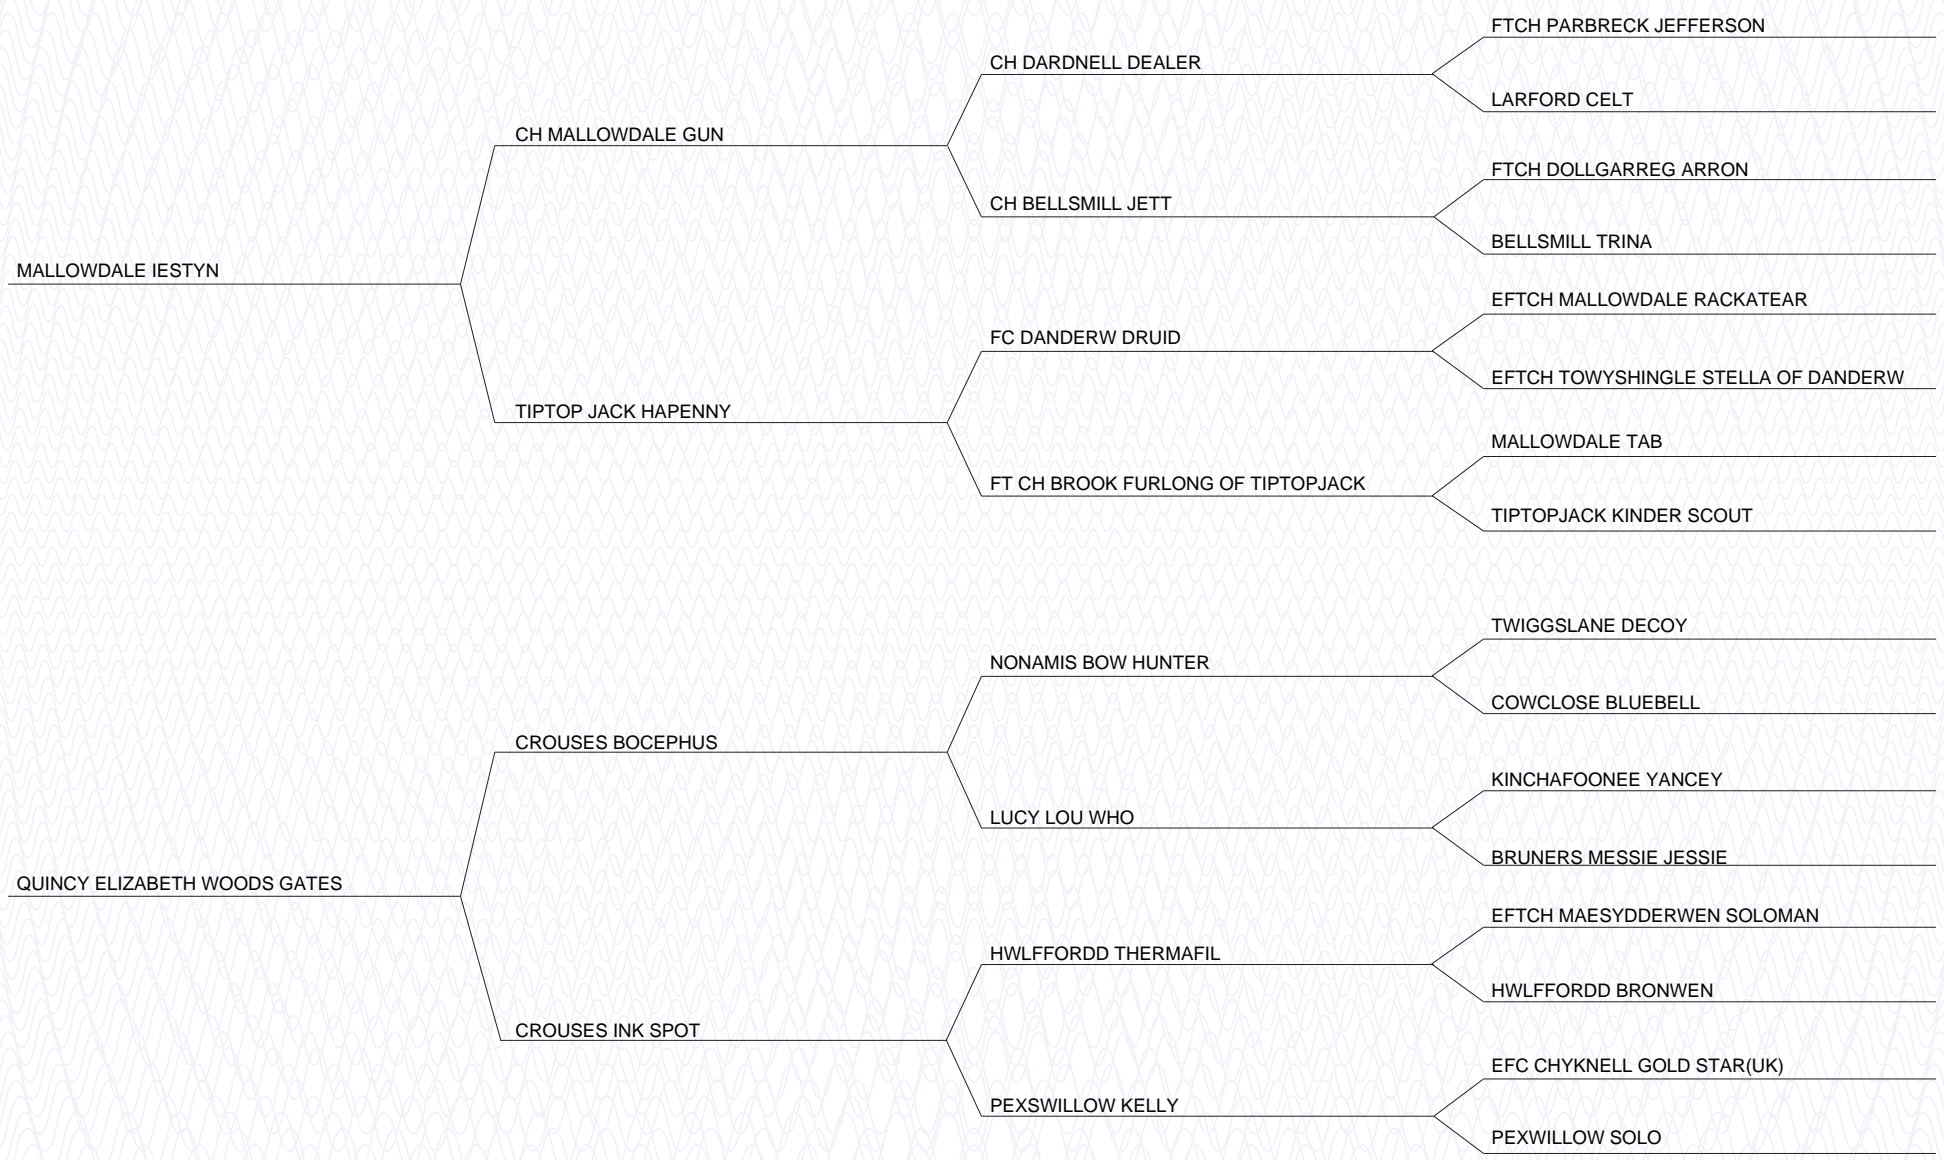 MALLOWDALE IESTYN
CH MALLOWDALE GUN
CH DARDNELL DEALER
FTCH PARBRECK JEFFERSON
LARFORD CELT
CH BELLSMILL JETT
FTCH DOLLGARREG ARRON
BELLSMILL TRINA
TIPTOP JACK HAPENNY
FC DANDERW DRUID
EFTCH MALLOWDALE RACKATEAR
EFTCH TOWYSHINGLE STELLA OF DANDERW
FT CH BROOK FURLONG OF TIPTOPJACK
MALLOWDALE TAB
TIPTOPJACK KINDER SCOUT
QUINCY ELIZABETH WOODS GATES
CROUSES BOCEPHUS
NONAMIS BOW HUNTER
TWIGGSLANE DECOY
COWCLOSE BLUEBELL
LUCY LOU WHO
KINCHAFOONEE YANCEY
BRUNERS MESSIE JESSIE
CROUSES INK SPOT
HWLFFORDD THERMAFIL
EFTCH MAESYDDERWEN SOLOMAN
HWLFFORDD BRONWEN
PEXSWILLOW KELLY
EFC CHYKNELL GOLD STAR(UK)
PEXWILLOW SOLO